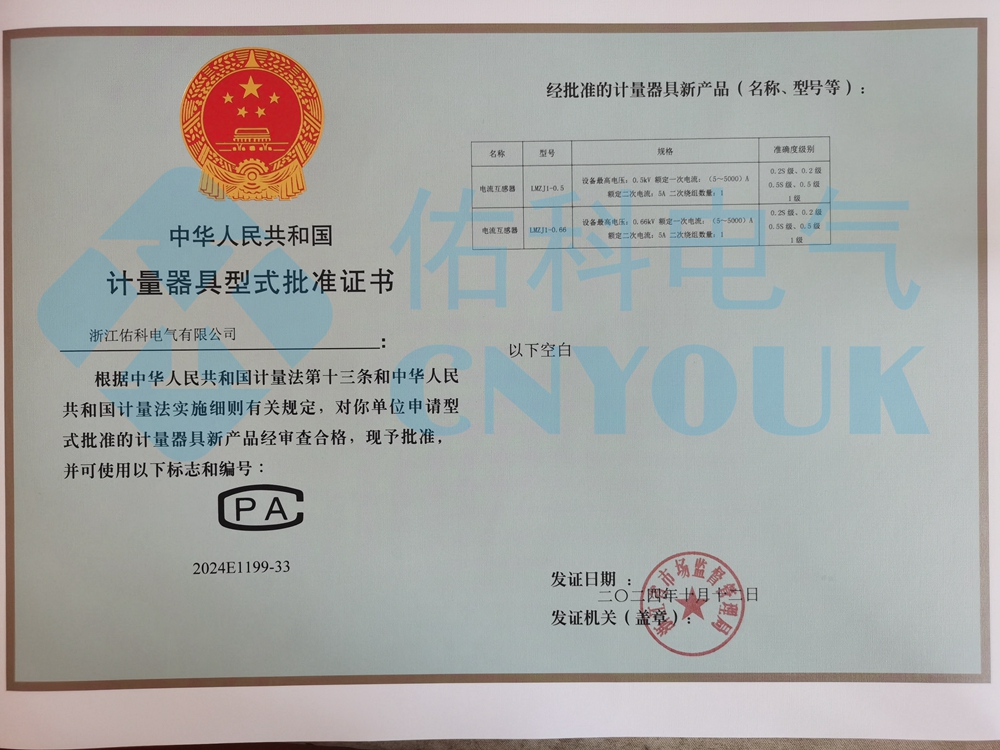 中华人民共和国
计量器具型式批准证书
浙江佑科电气有限公司：
根据中华人民共和国计量法第十三条和中华人民
共和国计量法实施细则有关规定，对你单位申请型
式批准的计量器具新产品经审查合格，现予批准，
并可使用以下标志和编号：
CPA
2024E1199-33
经批准的计量器具新产品（名称、型号等）：
名称 型号 规格 准确度级别
电流互感器 LMZJ1-0.5 设备最高电压：0.5kV 额定一次电流：（5～5000）A
额定二次电流：5A 二次绕组数量：1
0.2S 级、0.2 级
0.5S 级、0.5 级
1 级
电流互感器 LMZJ1-0.66 设备最高电压：0.66kV 额定一次电流：（5～5000）A
额定二次电流：5A 二次绕组数量：1
0.2S 级、0.2 级
0.5S 级、0.5 级
1 级
以下空白
发证日期：
二〇二四年十月十二日
发证机关（盖章）：
浙江省市场监督管理局
佑科电气
CNYOUK